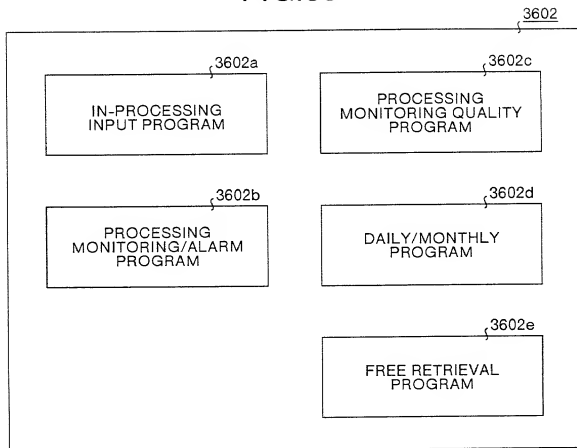 3602
3602a
IN-PROCESSING
INPUT PROGRAM
3602b
PROCESSING
MONITORING/ALARM
PROGRAM
3602c
PROCESSING
MONITORING QUALITY
PROGRAM
3602d
DAILY/MONTHLY
PROGRAM
3602e
FREE RETRIEVAL
PROGRAM